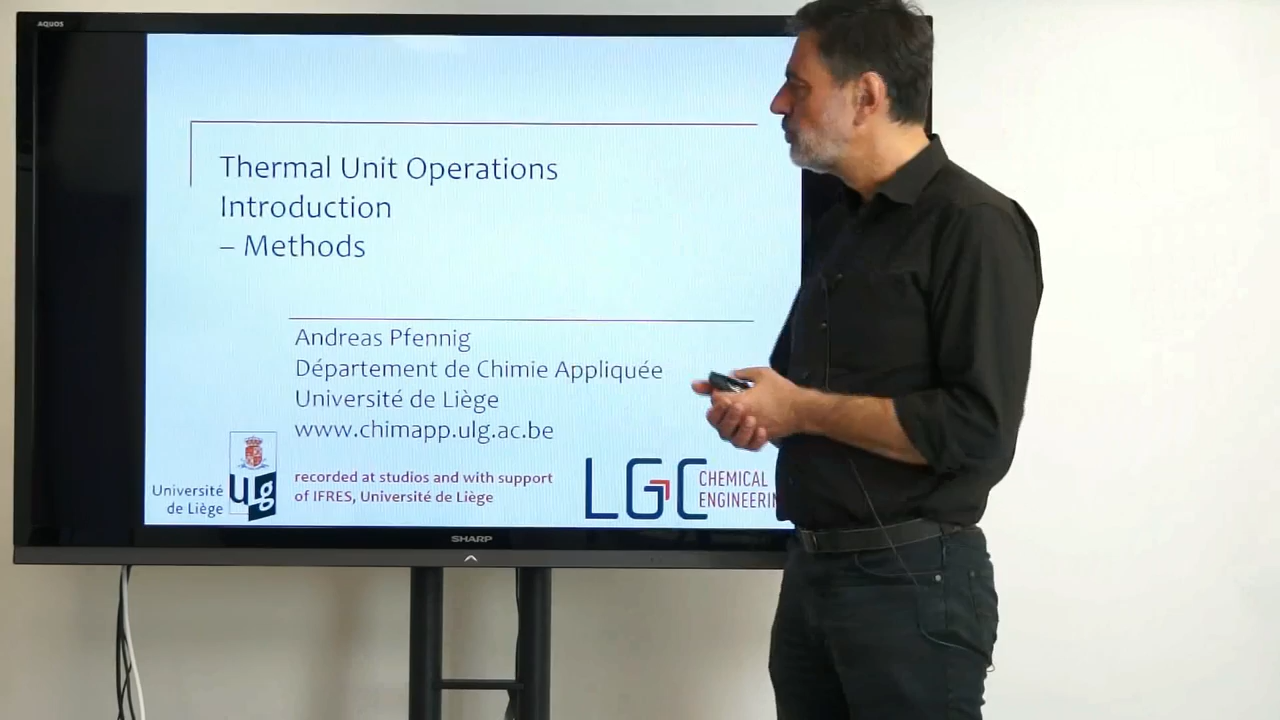 AQUOS
Thermal Unit Operations
Introduction
– Methods
Andreas Pfennig
Département de Chimie Appliquée
Université de Liège
www.chimapp.ulg.ac.be
recorded at studios and with support
of IFRES, Université de Liège
Université
de Liège
ULg
LGC
CHEMICAL
ENGINEERIN
SHARP